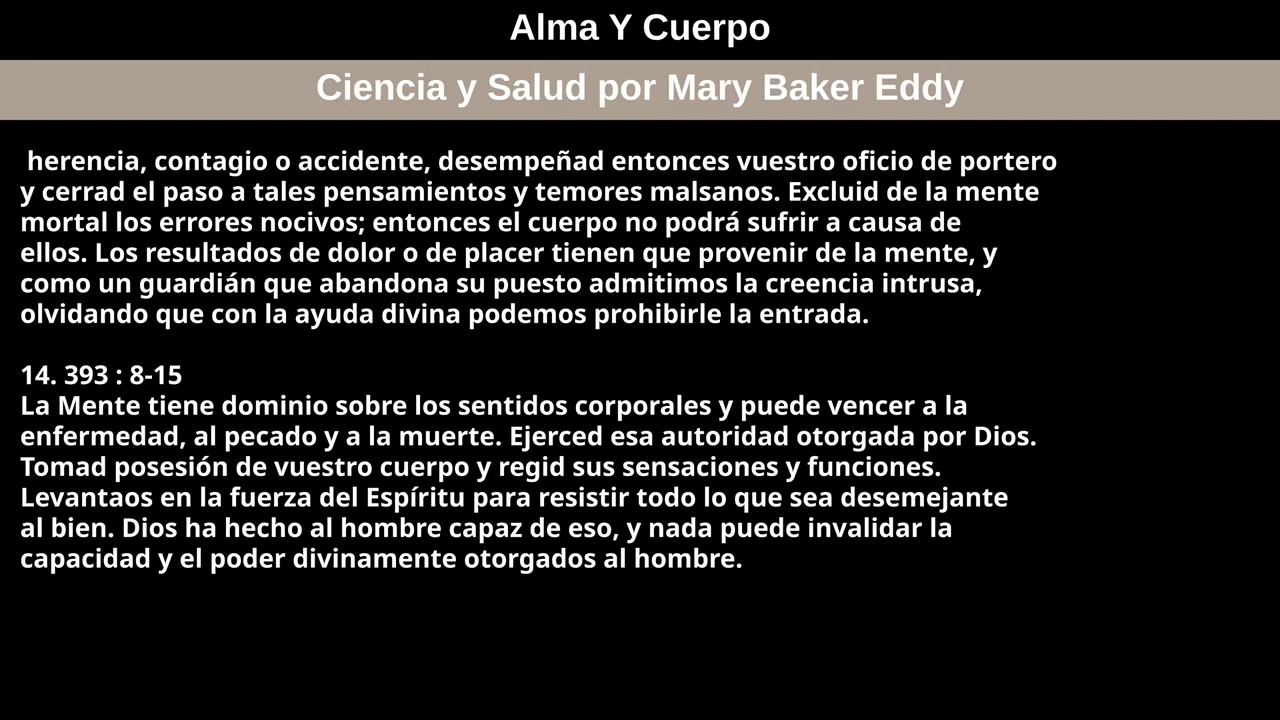 Alma Y Cuerpo
Ciencia y Salud por Mary Baker Eddy
herencia, contagio o accidente, desempeñad entonces vuestro oficio de portero
y cerrad el paso a tales pensamientos y temores malsanos. Excluid de la mente
mortal los errores nocivos; entonces el cuerpo no podrá sufrir a causa de
ellos. Los resultados de dolor o de placer tienen que provenir de la mente, y
como un guardián que abandona su puesto admitimos la creencia intrusa,
olvidando que con la ayuda divina podemos prohibirle la entrada.
14. 393 : 8-15
La Mente tiene dominio sobre los sentidos corporales y puede vencer a la
enfermedad, al pecado y a la muerte. Ejerced esa autoridad otorgada por Dios.
Tomad posesión de vuestro cuerpo y regid sus sensaciones y funciones.
Levantaos en la fuerza del Espíritu para resistir todo lo que sea desemejante
al bien. Dios ha hecho al hombre capaz de eso, y nada puede invalidar la
capacidad y el poder divinamente otorgados al hombre.